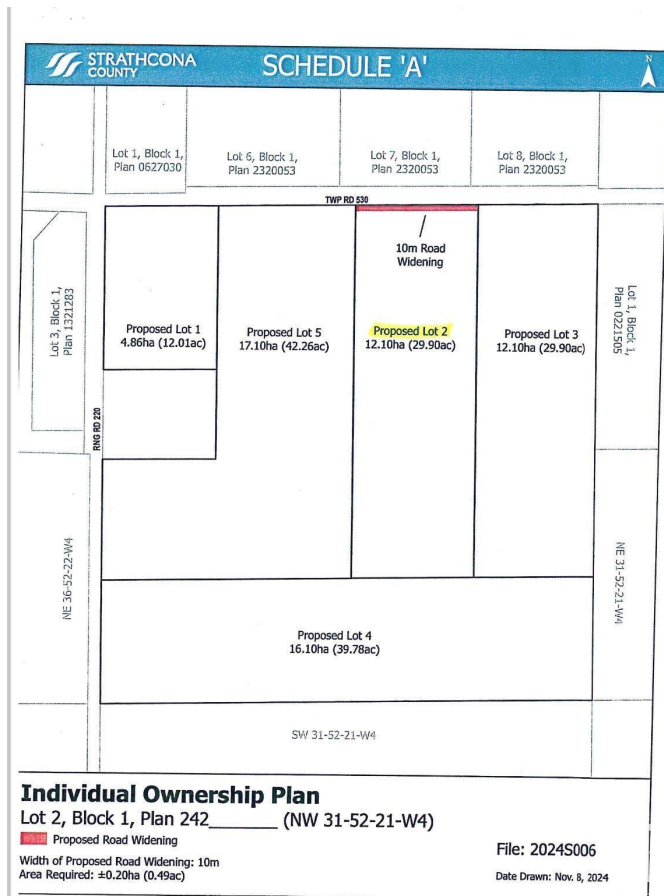 STRATHCONA
COUNTY
SCHEDULE 'A'
N
Lot 1, Block 1,
Plan 0627030
Lot 6, Block 1,
Plan 2320053
Lot 7, Block 1,
Plan 2320053
Lot 8, Block 1,
Plan 2320053
TWP RD 530
10m Road
Widening
Lot 3, Block 1,
Plan 1321283
Proposed Lot 1
4.86ha (12.01ac)
Proposed Lot 5
17.10ha (42.26ac)
Proposed Lot 2
12.10ha (29.90ac)
Proposed Lot 3
12.10ha (29.90ac)
Lot 1, Block 1,
Plan 0221505
RNG RD 220
NE 36-52-22-W4
NE 31-52-21-W4
Proposed Lot 4
16.10ha (39.78ac)
SW 31-52-21-W4
Individual Ownership Plan
Lot 2, Block 1, Plan 242_______ (NW 31-52-21-W4)
Proposed Road Widening
Width of Proposed Road Widening: 10m
Area Required: ±0.20ha (0.49ac)
File: 2024S006
Date Drawn: Nov. 8, 2024